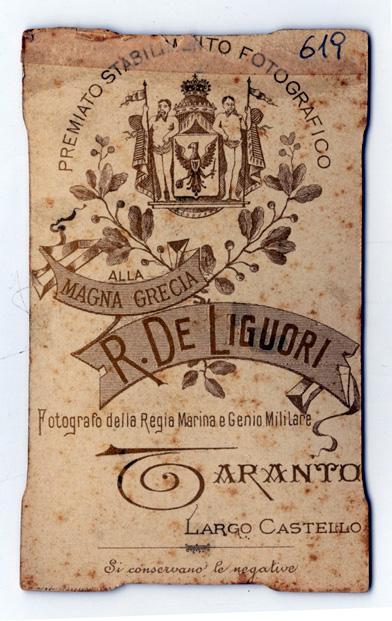 619
PREMIATO STABILIMENTO FOTOGRAFICO
ALLA
MAGNA GRECIA
R. DE LIGUORI
Fotografo della Regia Marina e Genio Militare
TARANTO
LARGO CASTELLO
Si conservano le negative